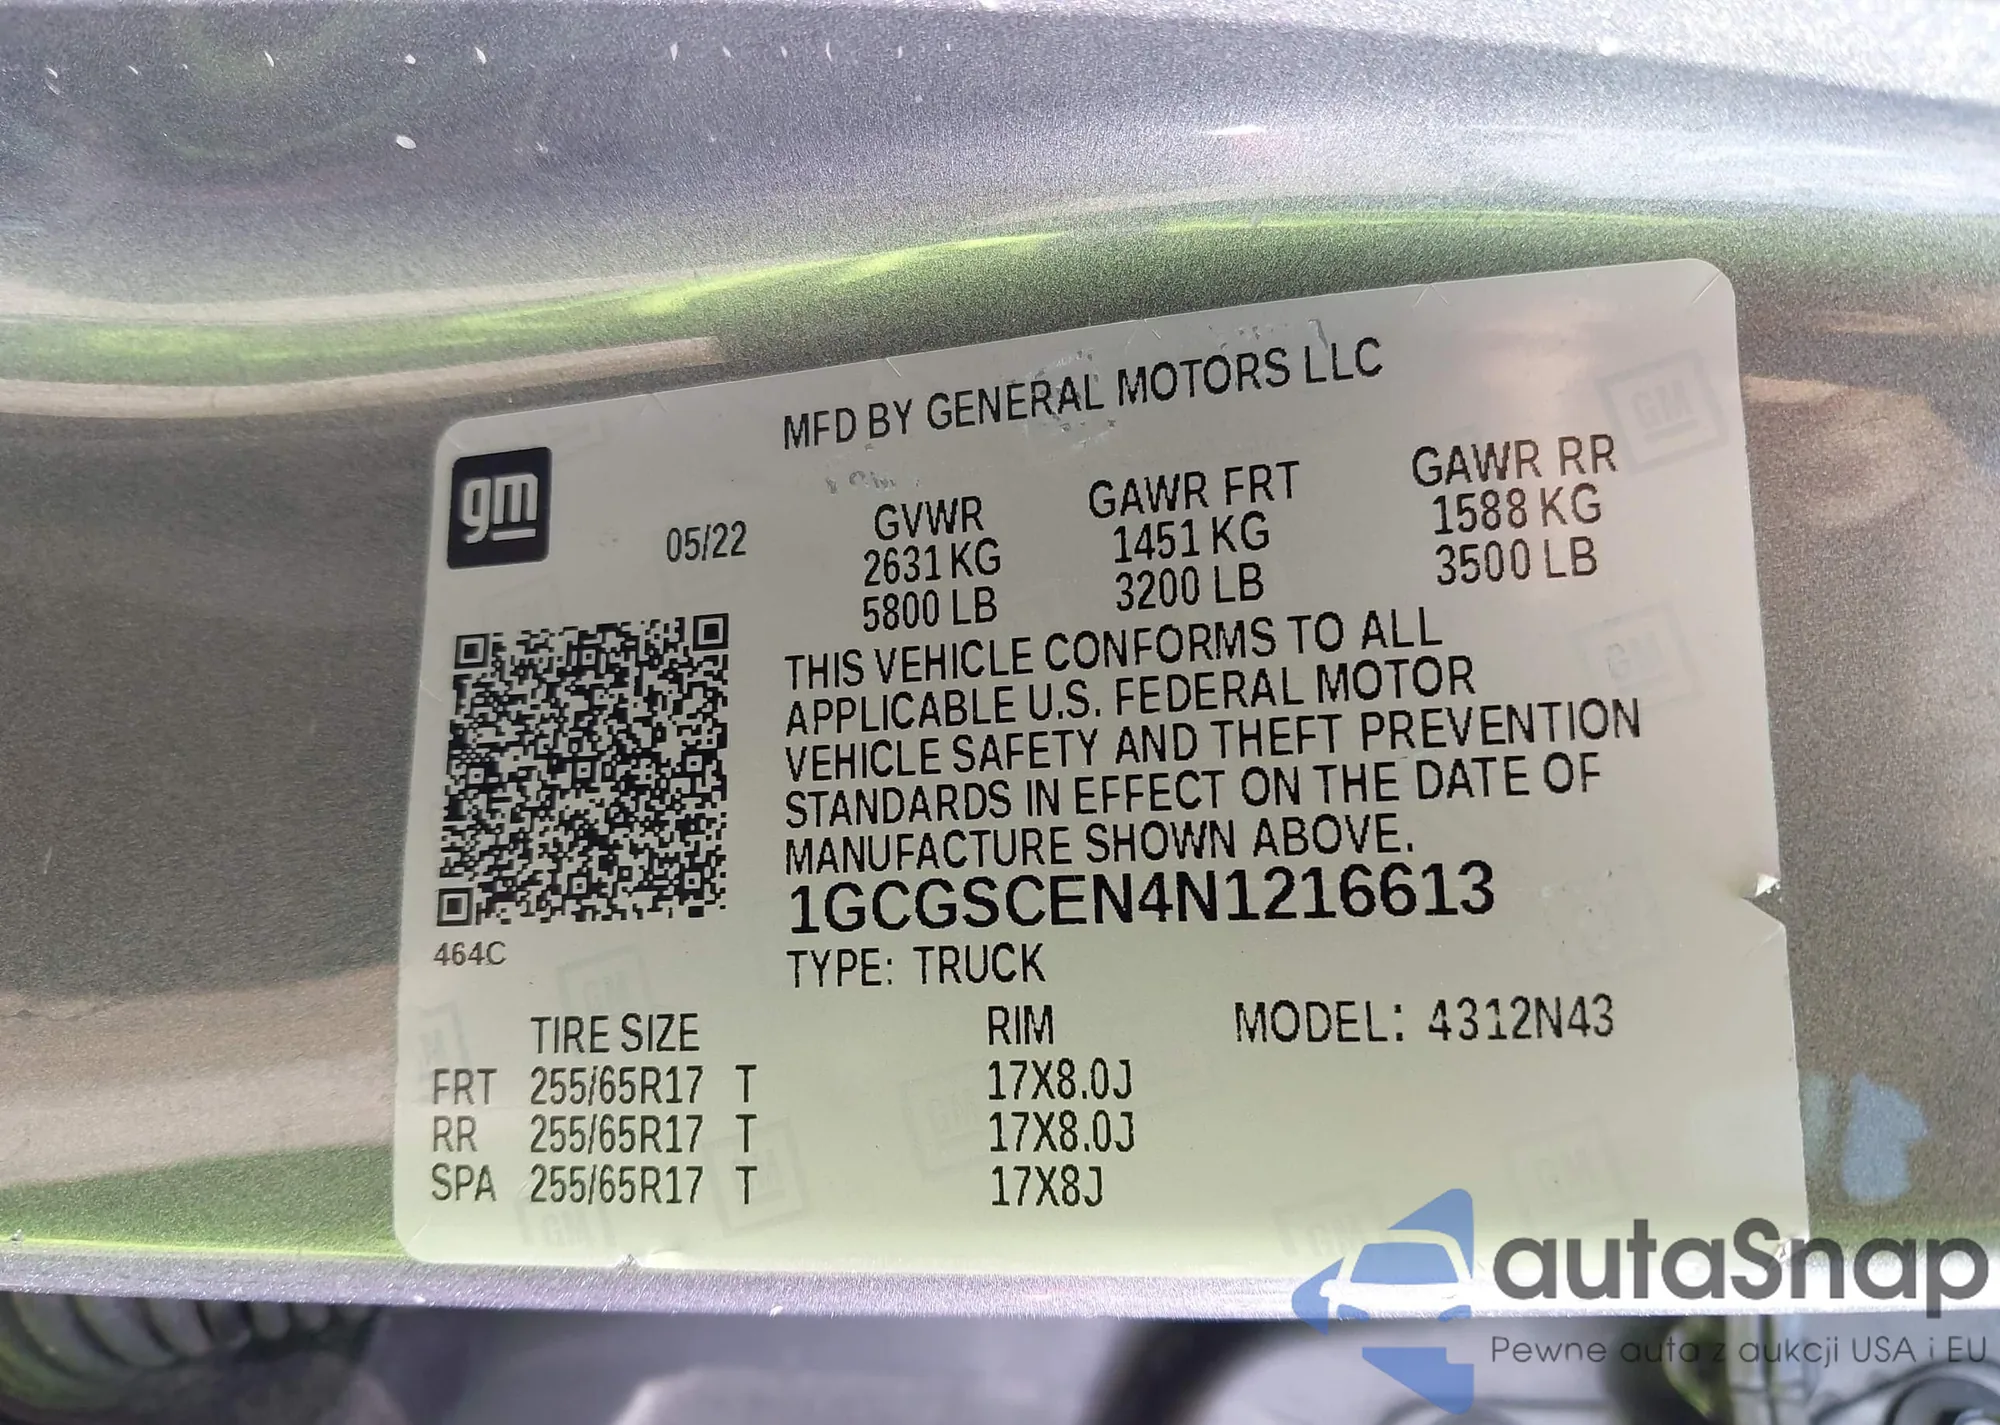 MFD BY GENERAL MOTORS LLC
gm
05/22
GVWR
2631 KG
5800 LB
GAWR FRT
1451 KG
3200 LB
GAWR RR
1588 KG
3500 LB
THIS VEHICLE CONFORMS TO ALL
APPLICABLE U.S. FEDERAL MOTOR
VEHICLE SAFETY AND THEFT PREVENTION
STANDARDS IN EFFECT ON THE DATE OF
MANUFACTURE SHOWN ABOVE.
1GCGSCEN4N1216613
TYPE: TRUCK
464C
TIRE SIZE RIM MODEL: 4312N43
FRT 255/65R17 T 17X8.0J
RR 255/65R17 T 17X8.0J
SPA 255/65R17 T 17X8J
autaSnap
Pewne auta z aukcji USA i EU